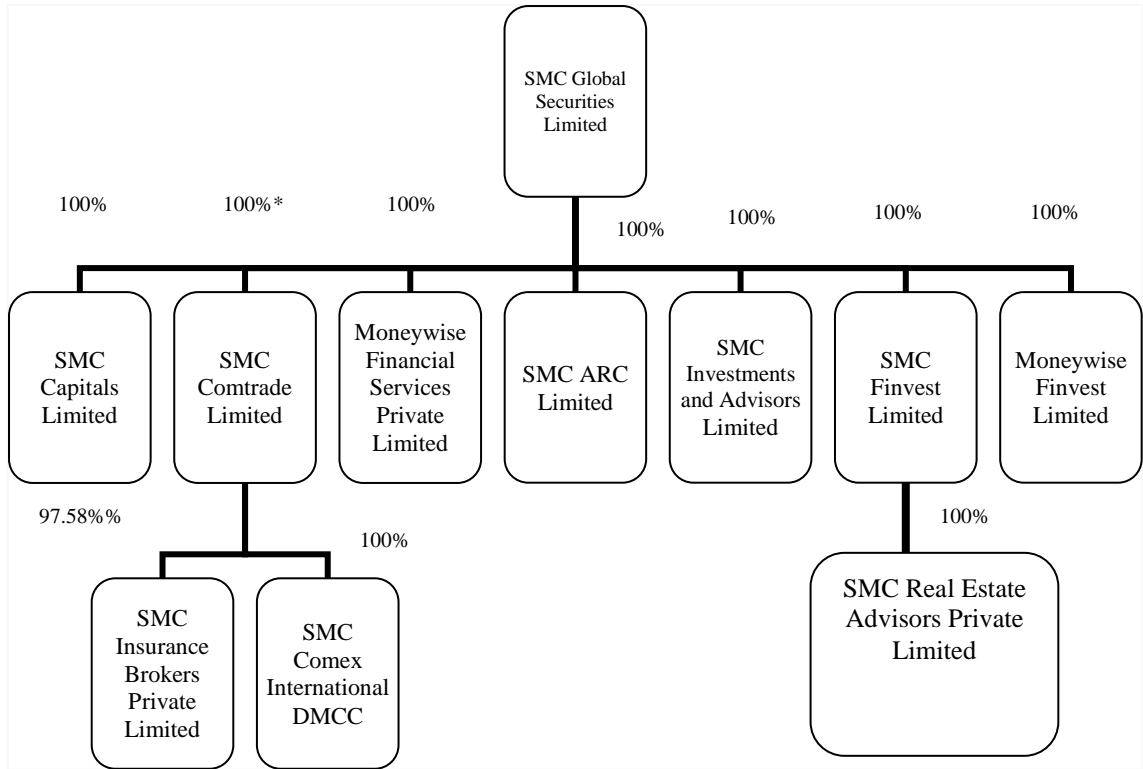 SMC Global
Securities
Limited
100%
100%*
100%
100%
100%
100%
100%
SMC
Capitals
Limited
SMC
Comtrade
Limited
Moneywise
Financial
Services
Private
Limited
SMC ARC
Limited
SMC
Investments
and Advisors
Limited
SMC
Finvest
Limited
Moneywise
Finvest
Limited
97.58%%
100%
100%
SMC
Insurance
Brokers
Private
Limited
SMC
Comex
International
DMCC
SMC Real Estate
Advisors Private
Limited